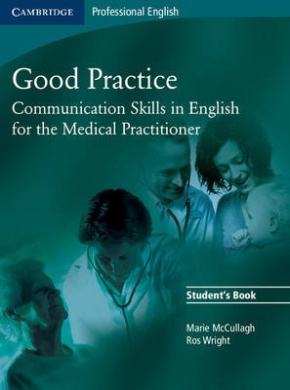 CAMBRIDGE Professional English
Good Practice
Communication Skills in English
for the Medical Practitioner
Student's Book
Marie McCullagh
Ros Wright